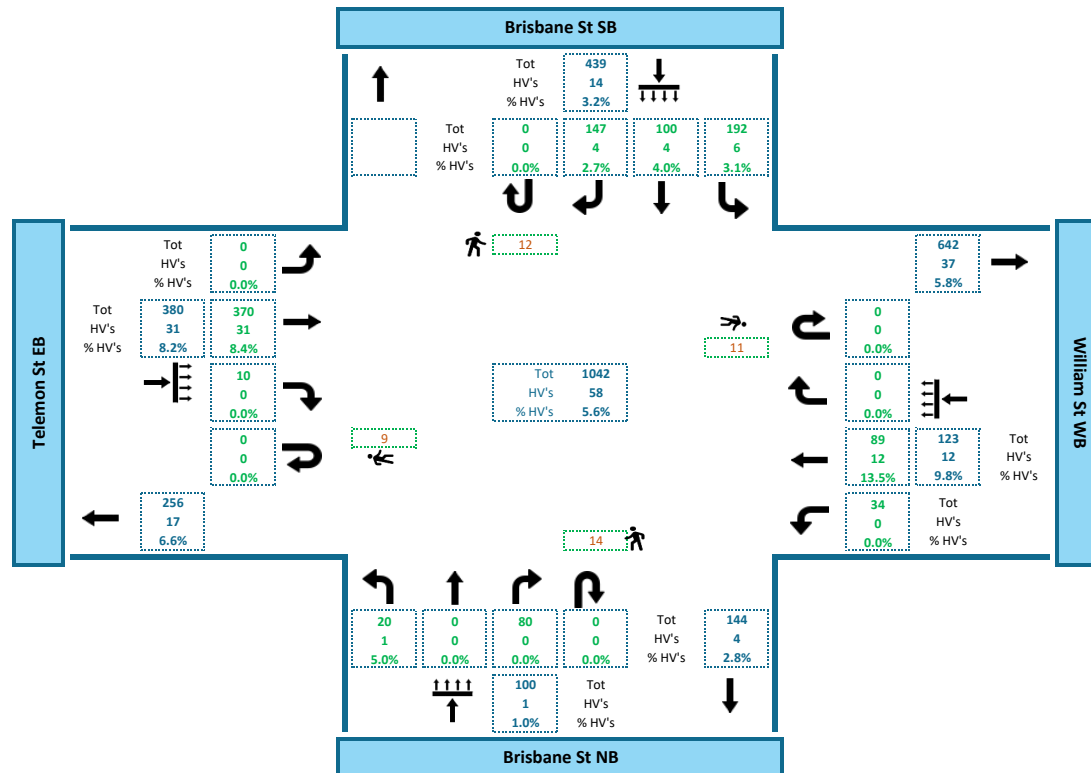 Brisbane St SB
Tot 439
HV's 14
% HV's 3.2%
Tot 0 147 100 192
HV's 0 4 4 6
% HV's 0.0% 2.7% 4.0% 3.1%
Telemon St EB
Tot 0
HV's 0
% HV's 0.0%
Tot 380 370
HV's 31 31
% HV's 8.2% 8.4%
10
0
0.0%
0
0
0.0%
256
17
6.6%
12
11
Tot 1042
HV's 58
% HV's 5.6%
9
14
642
37
5.8%
0
0
0.0%
0
0
0.0%
89 123 Tot
12 12 HV's
13.5% 9.8% % HV's
34 Tot
0 HV's
0.0% % HV's
William St WB
20 0 80 0 Tot 144
1 0 0 0 HV's 4
5.0% 0.0% 0.0% 0.0% % HV's 2.8%
100 Tot
1 HV's
1.0% % HV's
Brisbane St NB